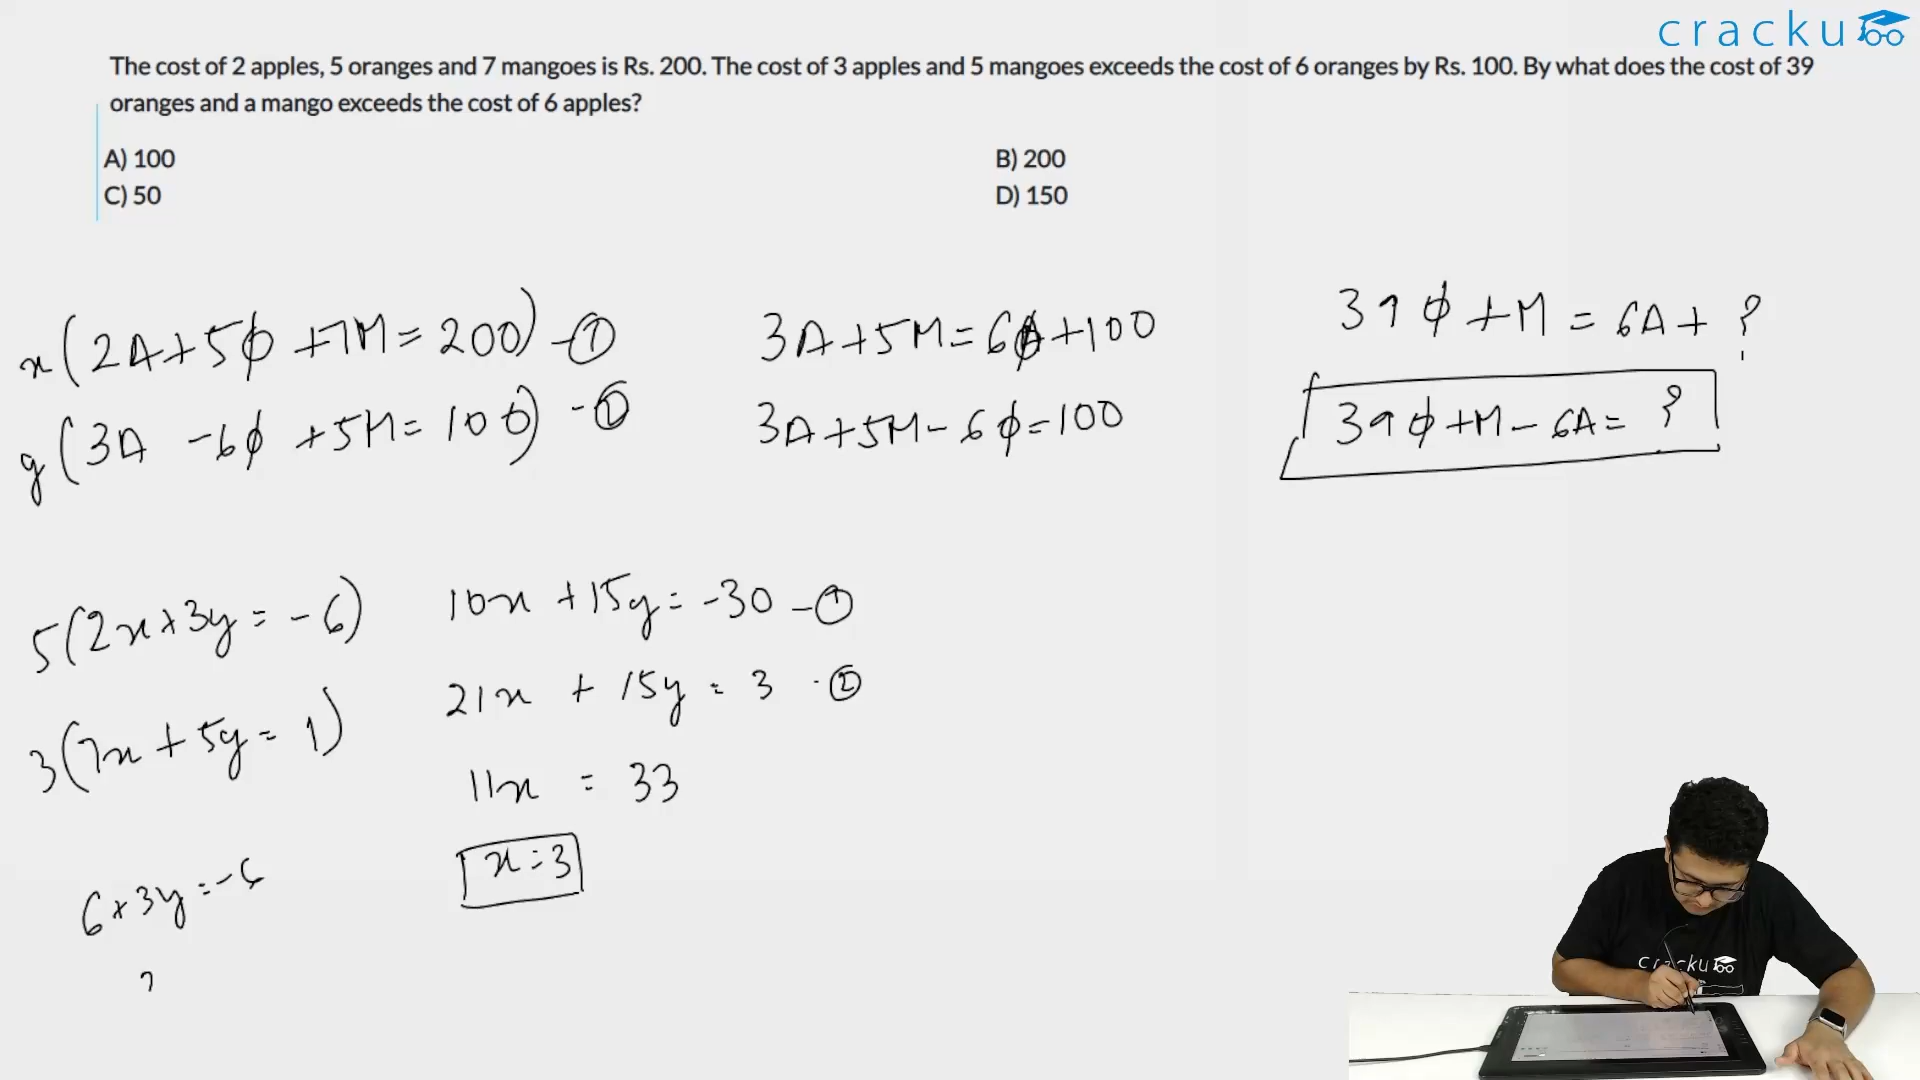 cracku
The cost of 2 apples, 5 oranges and 7 mangoes is Rs. 200. The cost of 3 apples and 5 mangoes exceeds the cost of 6 oranges by Rs. 100. By what does the cost of 39
oranges and a mango exceeds the cost of 6 apples?
A) 100
B) 200
C) 50
D) 150
x(2A+5O+7M=200) -①
3A+5M=6O+100
39O+M=6A+?
y(3A-6O+5M=100) -
3A+5M-6O=100
39O+M-6A=?
5(2x+3y=-6)
10x+15y=-30 -①
3(7x+5y=1)
21x+15y=3 -②
11x=33
x=3
6+3y=-6
cracku